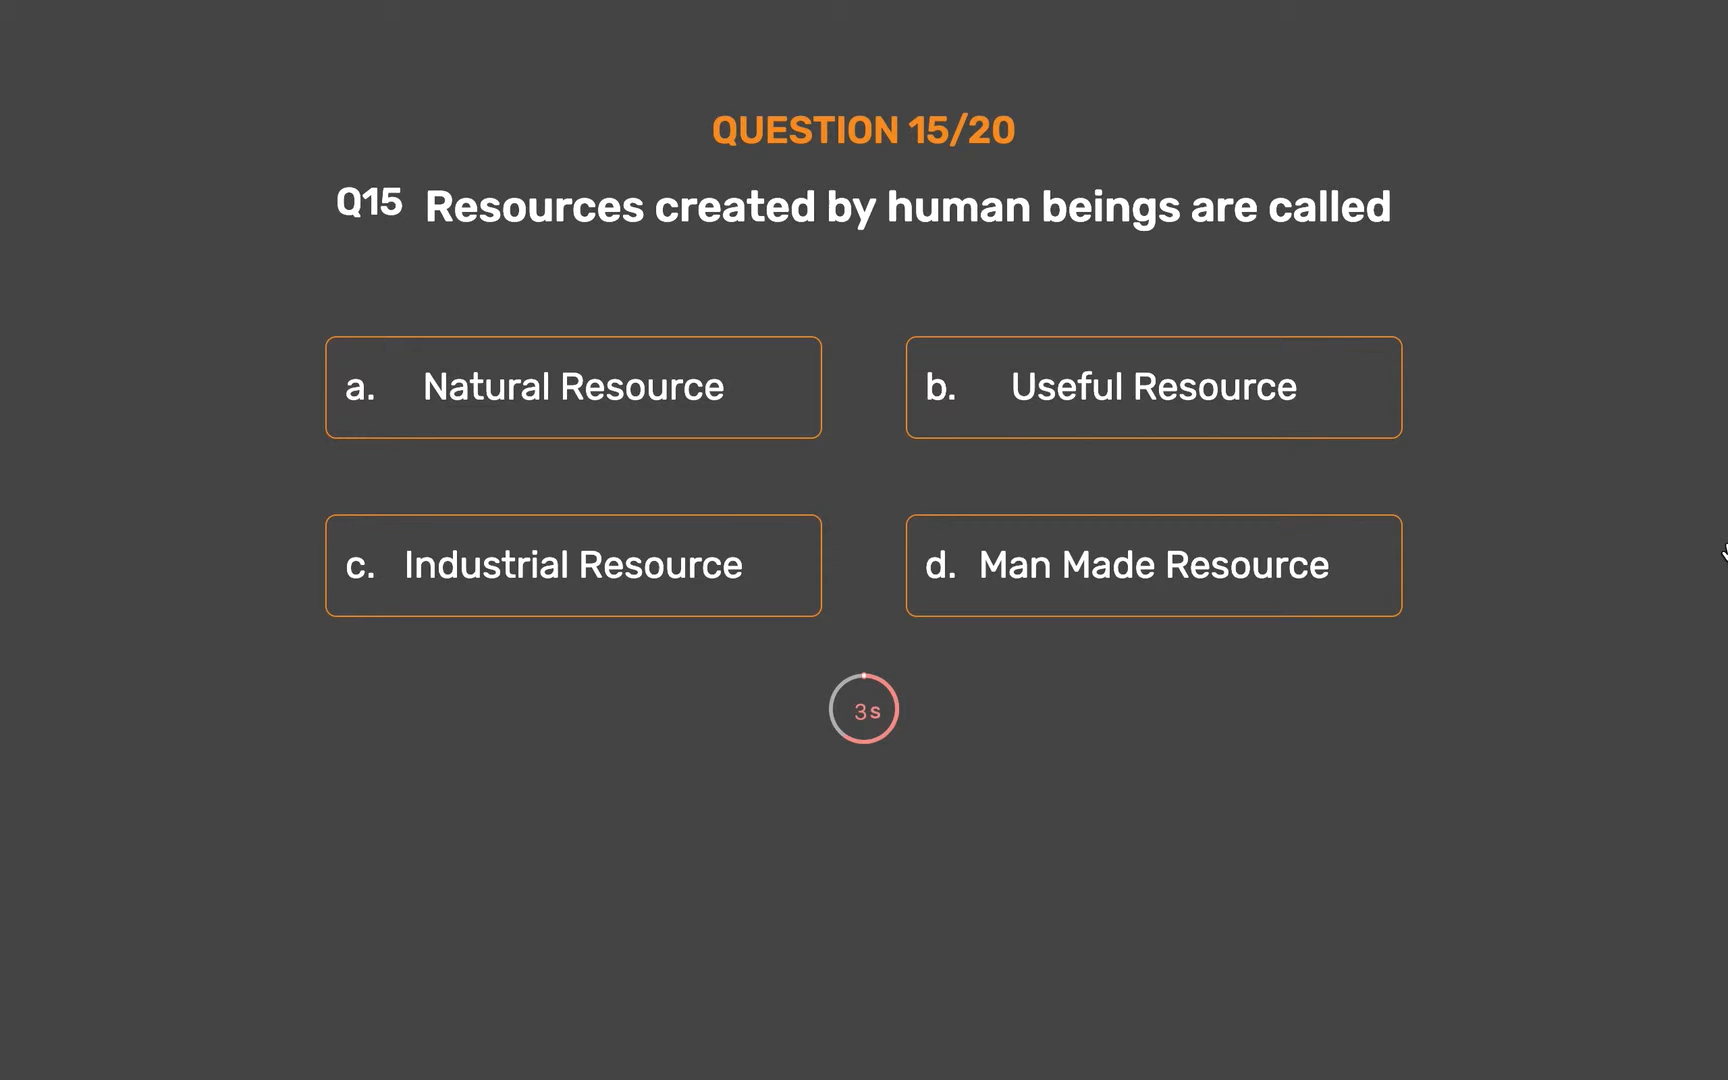 QUESTION 15/20
Q15 Resources created by human beings are called
a. Natural Resource
b. Useful Resource
c. Industrial Resource
d. Man Made Resource
3s